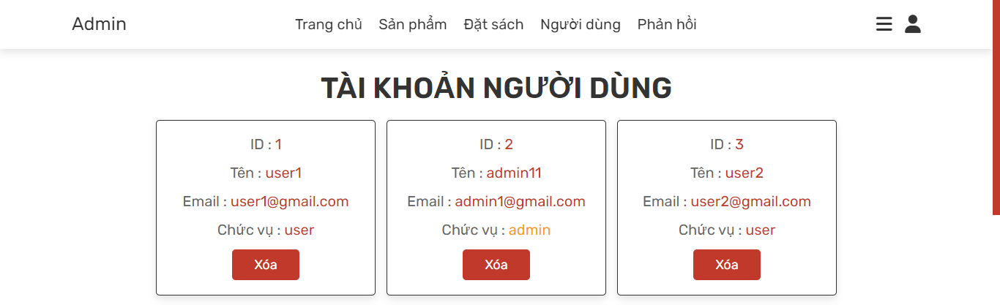 Admin Trang chủ Sản phẩm Đặt sách Người dùng Phản hồi
TÀI KHOẢN NGƯỜI DÙNG
ID : 1
Tên : user1
Email : user1@gmail.com
Chức vụ : user
Xóa
ID : 2
Tên : admin11
Email : admin1@gmail.com
Chức vụ : admin
Xóa
ID : 3
Tên : user2
Email : user2@gmail.com
Chức vụ : user
Xóa